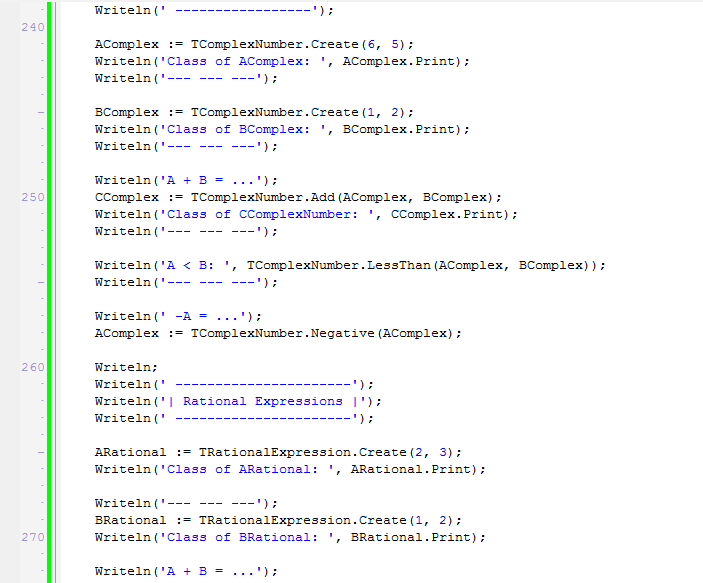 Writeln(' -----------------');
240
AComplex := TComplexNumber.Create(6, 5);
Writeln('Class of AComplex: ', AComplex.Print);
Writeln('--- --- ---');
BComplex := TComplexNumber.Create(1, 2);
Writeln('Class of BComplex: ', BComplex.Print);
Writeln('--- --- ---');
Writeln('A + B = ...');
250 CComplex := TComplexNumber.Add(AComplex, BComplex);
Writeln('Class of CComplexNumber: ', CComplex.Print);
Writeln('--- --- ---');
Writeln('A < B: ', TComplexNumber.LessThan(AComplex, BComplex));
Writeln('--- --- ---');
Writeln(' -A = ...');
AComplex := TComplexNumber.Negative(AComplex);
260 Writeln;
Writeln(' ----------------------');
Writeln('| Rational Expressions |');
Writeln(' ----------------------');
ARational := TRationalExpression.Create(2, 3);
Writeln('Class of ARational: ', ARational.Print);
Writeln('--- --- ---');
BRational := TRationalExpression.Create(1, 2);
270 Writeln('Class of BRational: ', BRational.Print);
Writeln('A + B = ...');